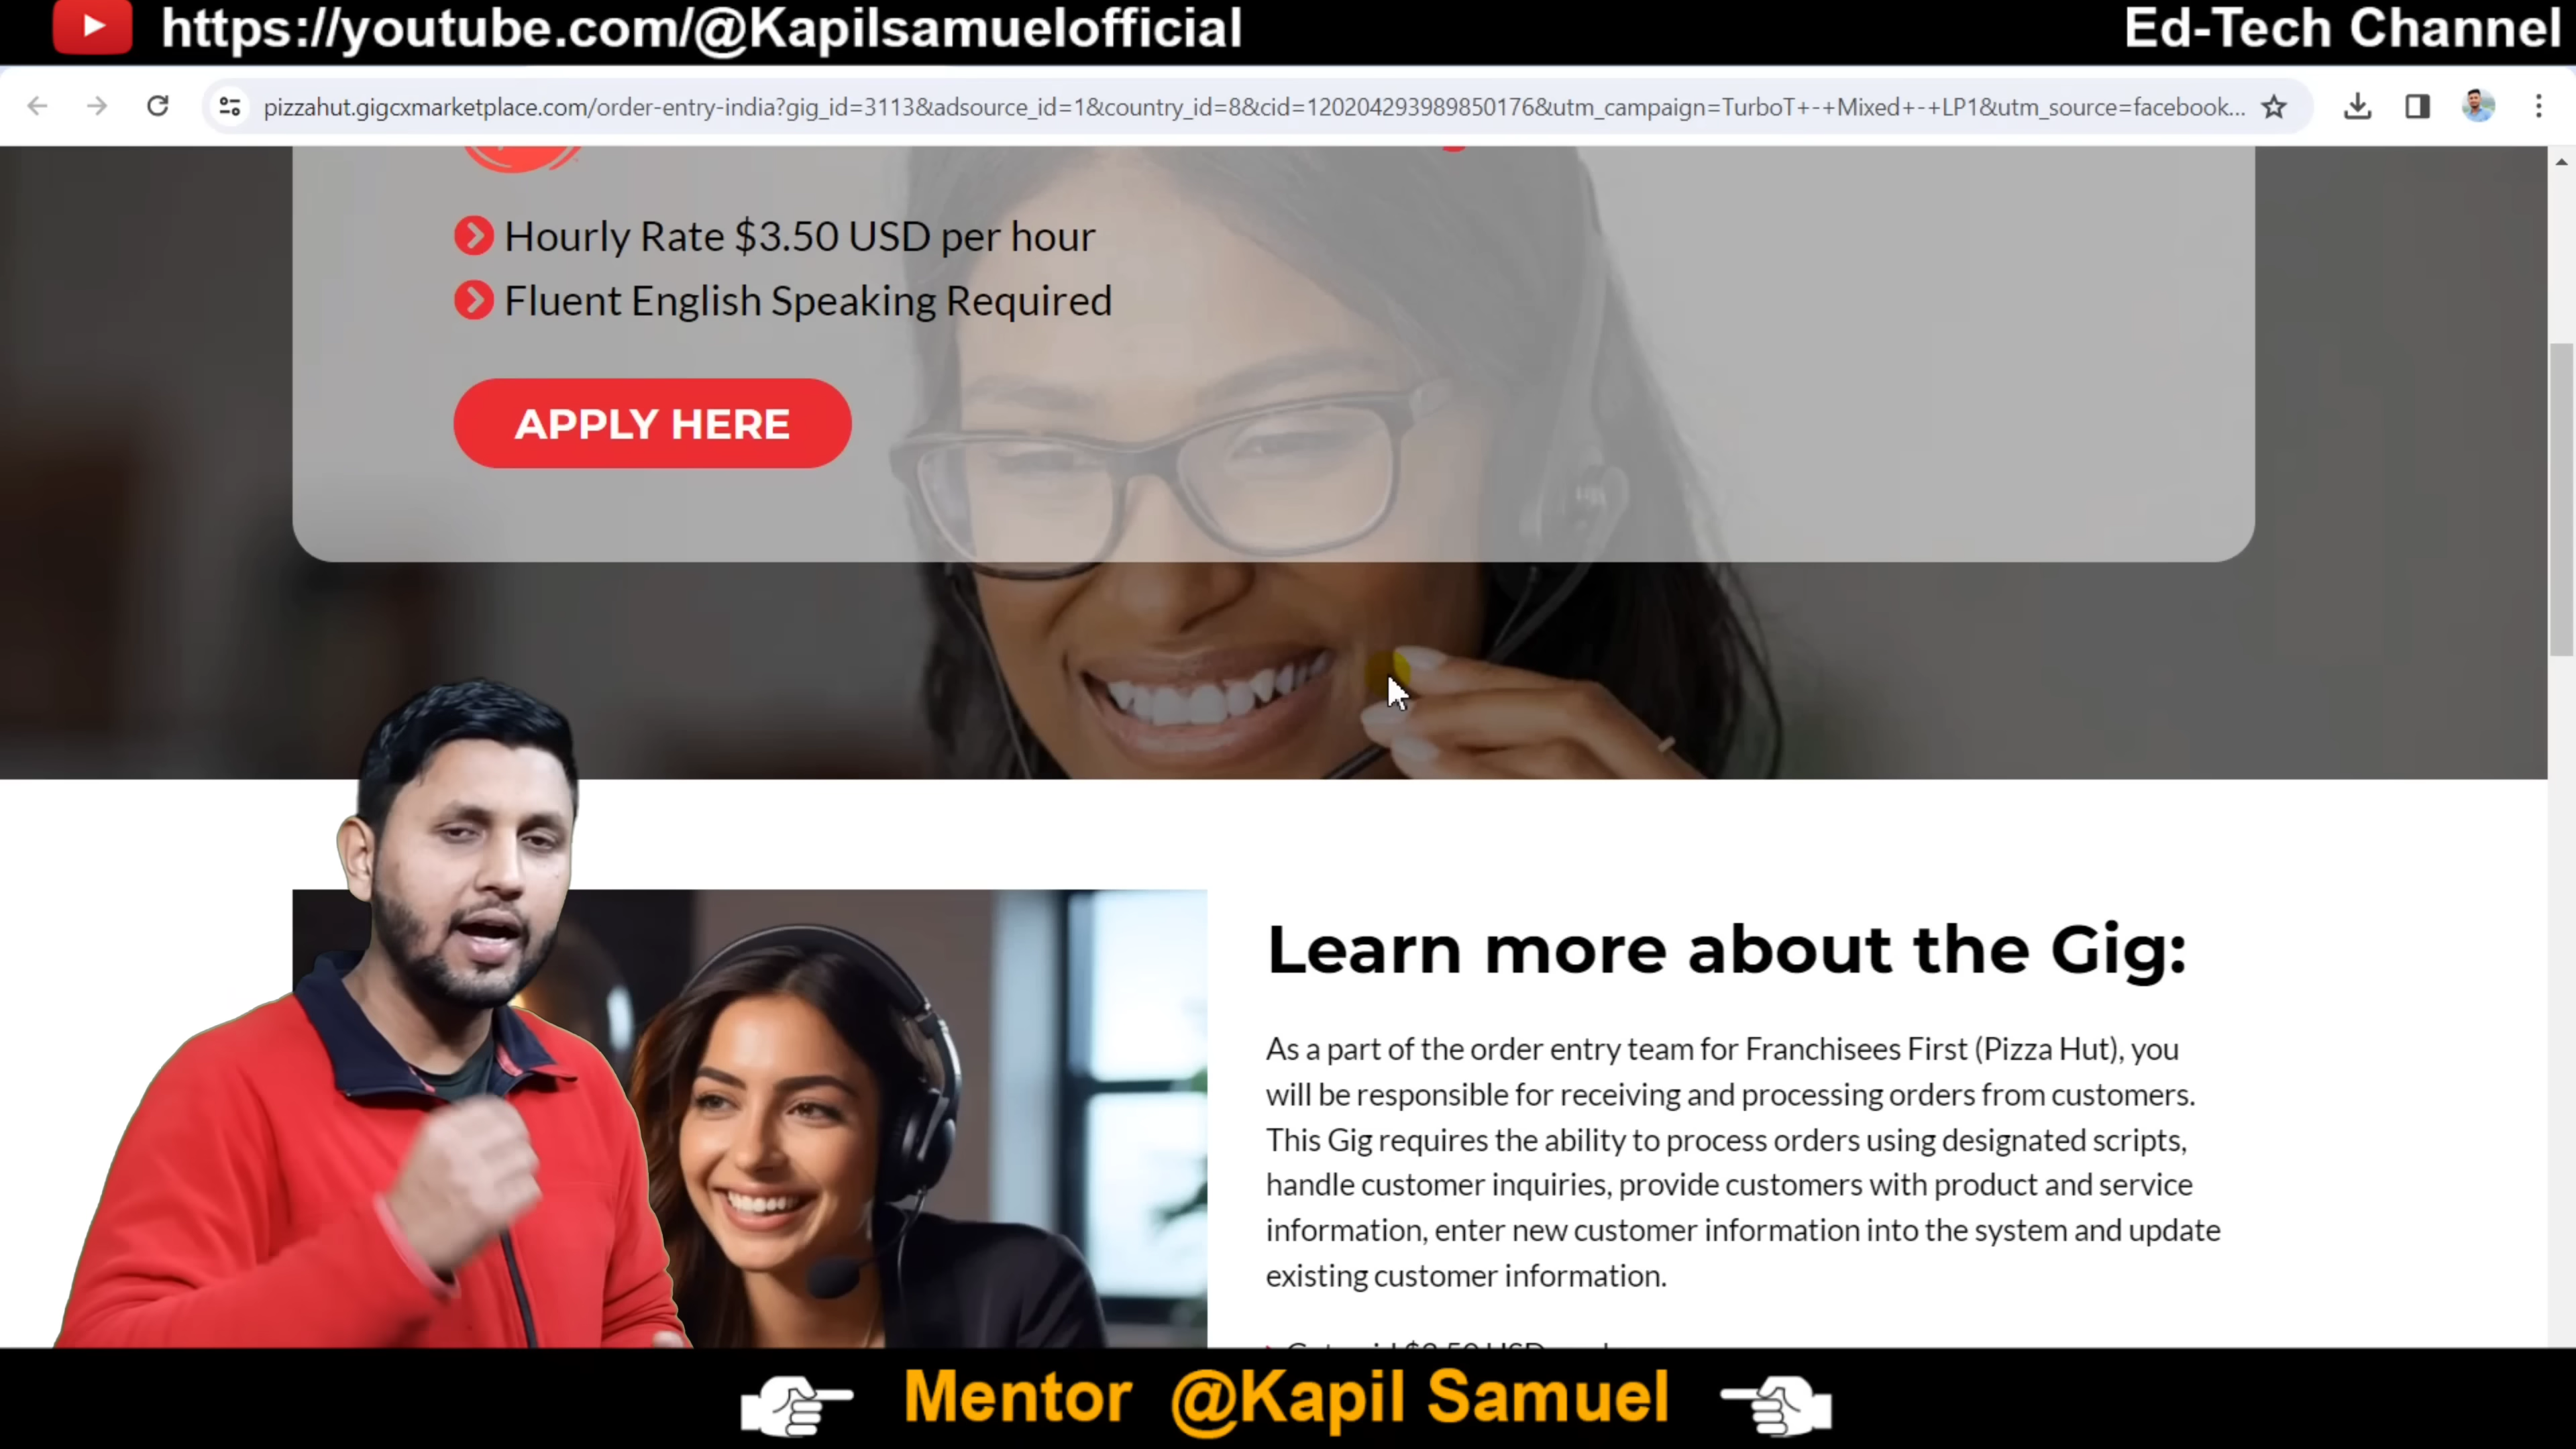 https://youtube.com/@Kapilsamuelofficial
Ed-Tech Channel
pizzahut.gigcxmarketplace.com/order-entry-india?gig_id=3113&adsource_id=1&country_id=8&cid=120204293989850176&utm_campaign=TurboT+-+Mixed+-+LP1&utm_source=facebook...
Hourly Rate $3.50 USD per hour
Fluent English Speaking Required
APPLY HERE
Learn more about the Gig:
As a part of the order entry team for Franchisees First (Pizza Hut), you
will be responsible for receiving and processing orders from customers.
This Gig requires the ability to process orders using designated scripts,
handle customer inquiries, provide customers with product and service
information, enter new customer information into the system and update
existing customer information.
Mentor @Kapil Samuel